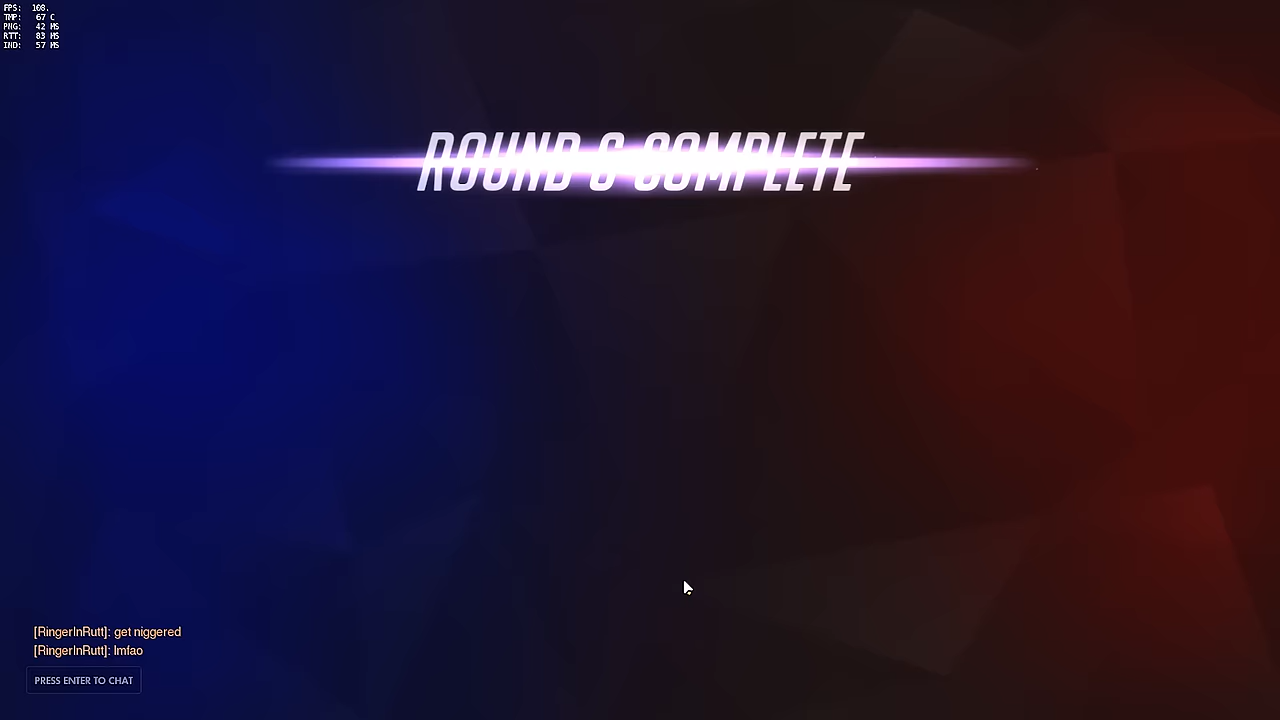 FPS: 108.
TMP: 67 C
PNG: 42 MS
RTT: 83 MS
IND: 57 MS
ROUND 6 COMPLETE
[RingerInRutt]: get niggered
[RingerInRutt]: lmfao
PRESS ENTER TO CHAT